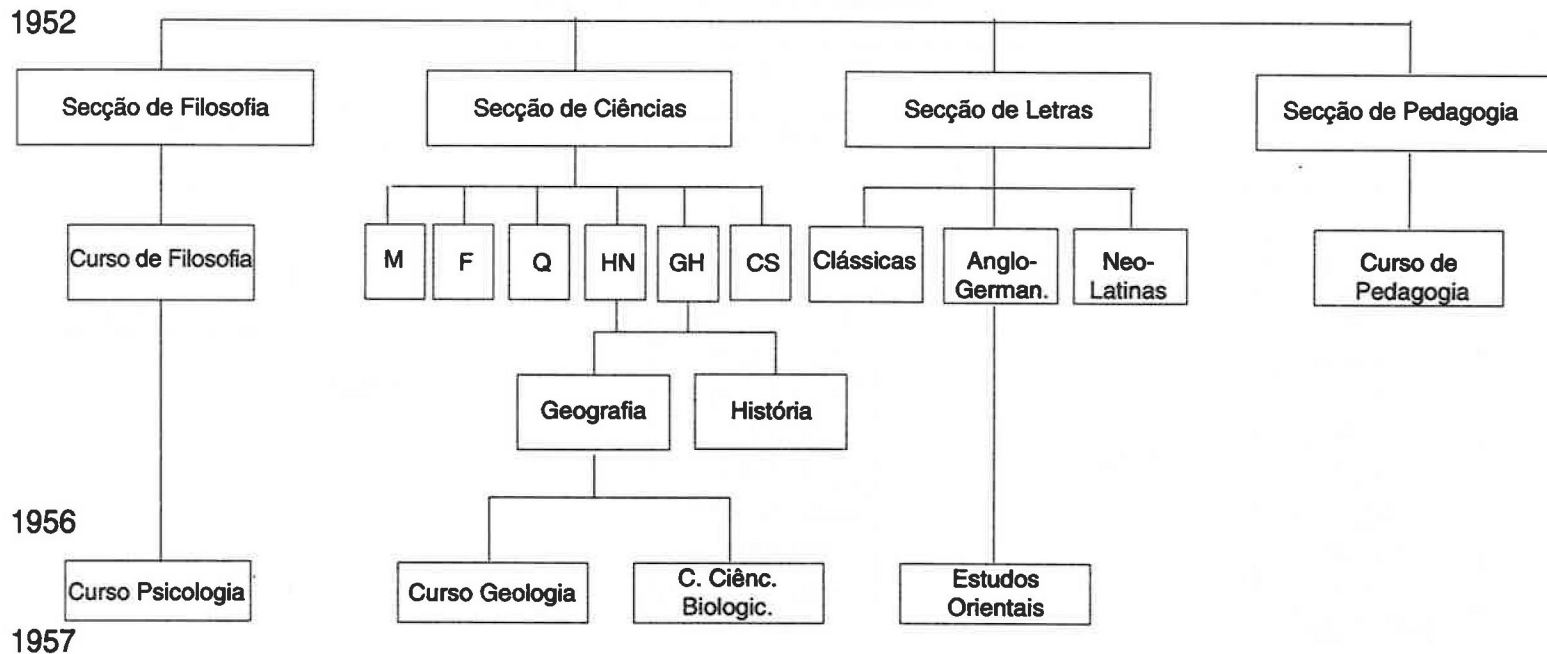 1952
Secção de Filosofia
Secção de Ciências
Secção de Letras
Secção de Pedagogia
Curso de Filosofia
M
F
Q
HN
GH
CS
Clássicas
Anglo-
German.
Neo-
Latinas
Curso de
Pedagogia
Geografia
História
1956
Curso Psicologia
Curso Geologia
C. Ciênc.
Biologic.
Estudos
Orientais
1957